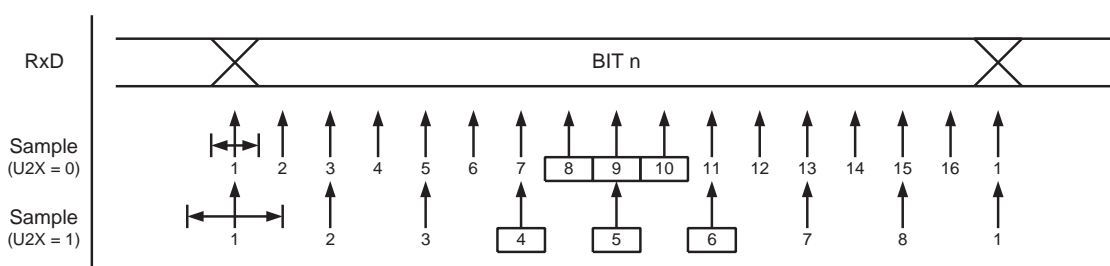 RxD BIT n
Sample
(U2X = 0) 1 2 3 4 5 6 7 8 9 10 11 12 13 14 15 16 1
Sample
(U2X = 1) 1 2 3 4 5 6 7 8 1